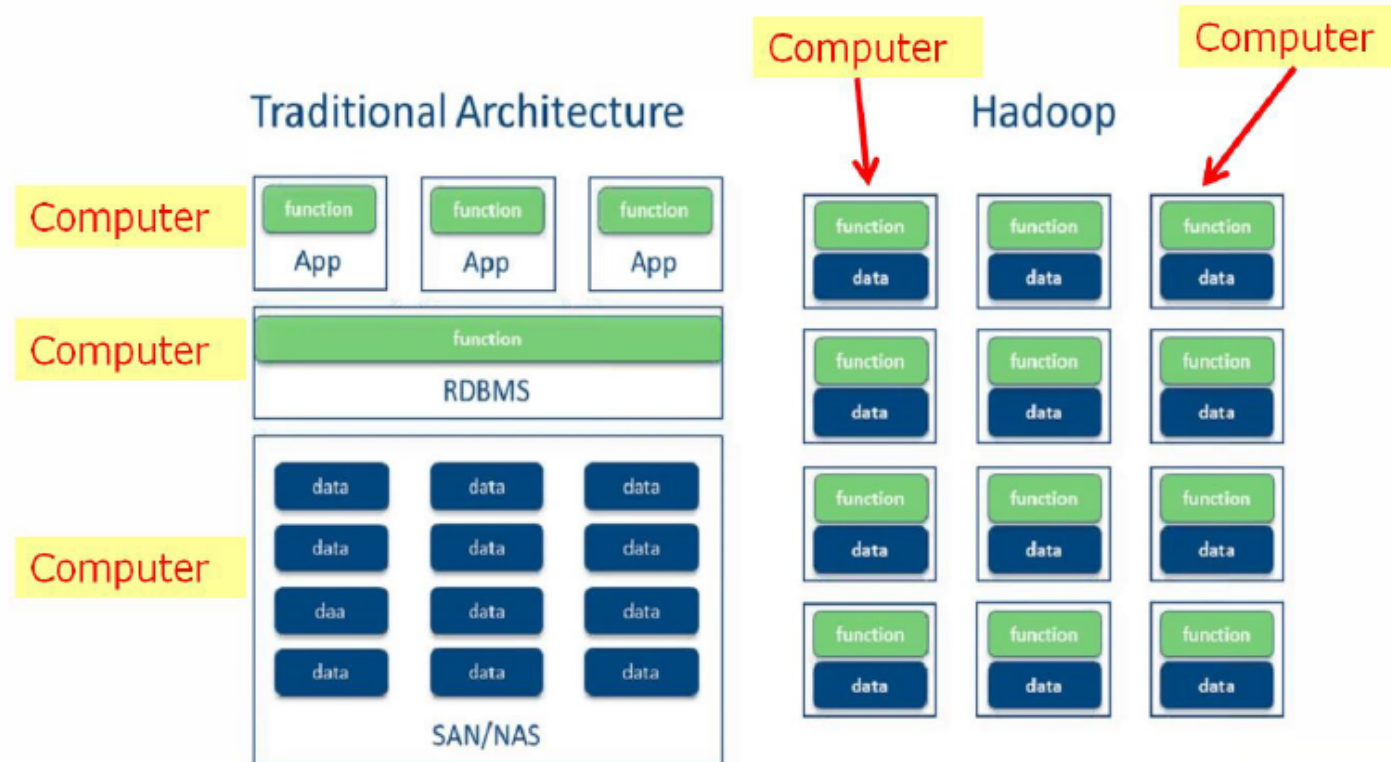 Computer
Computer
Traditional Architecture
Hadoop
Computer
function
function
function
App
App
App
Computer
function
RDBMS
Computer
data
data
data
data
data
data
daa
data
data
data
data
data
SAN/NAS
function
function
function
data
data
data
function
function
function
data
data
data
function
function
function
data
data
data
function
function
function
data
data
data